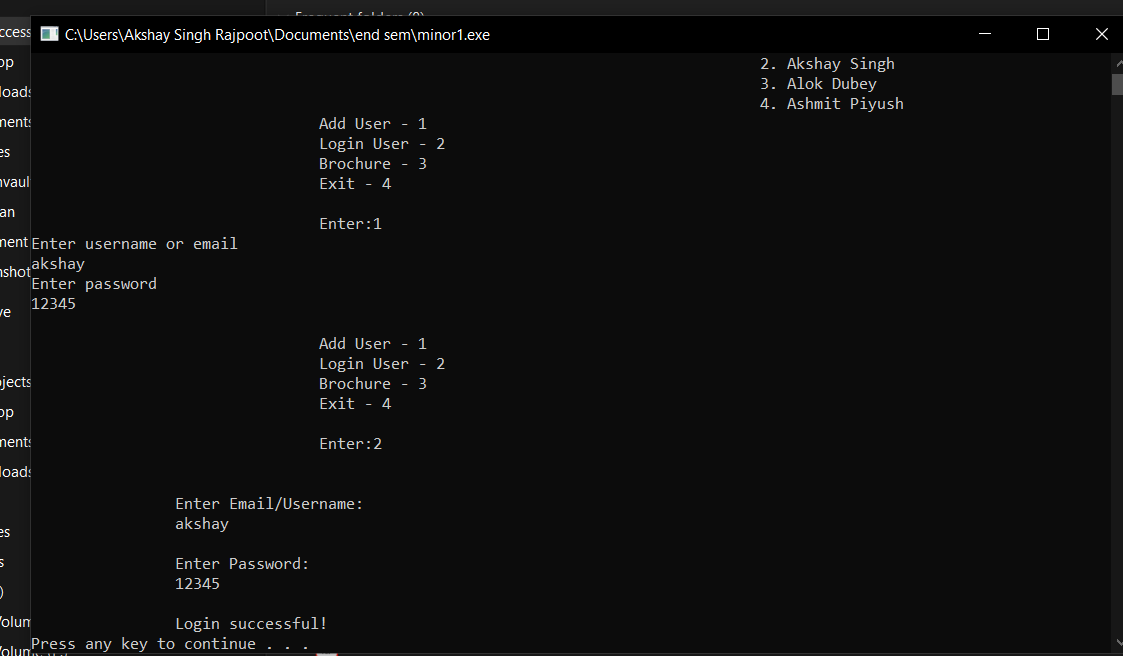 Frequent folders (9)
C:\Users\Akshay Singh Rajpoot\Documents\end sem\minor1.exe
2. Akshay Singh
3. Alok Dubey
4. Ashmit Piyush
Add User - 1
Login User - 2
Brochure - 3
Exit - 4
Enter:1
Enter username or email
akshay
Enter password
12345
Add User - 1
Login User - 2
Brochure - 3
Exit - 4
Enter:2
Enter Email/Username:
akshay
Enter Password:
12345
Login successful!
Press any key to continue . . .